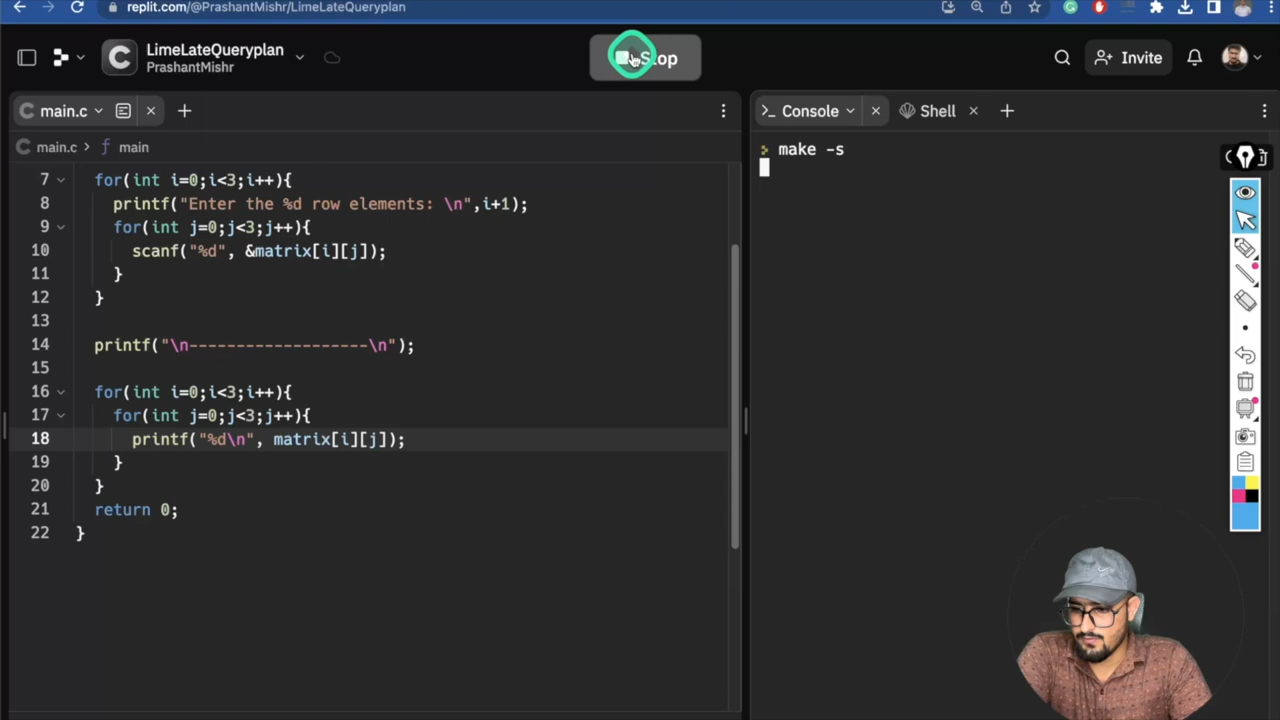 replit.com/@PrashantMishr/LimeLateQueryplan
LimeLateQueryplan
PrashantMishr
Stop
Invite
main.c
Console
Shell
main.c > f main
>_
make -s
7 for(int i=0;i<3;i++){
8 printf("Enter the %d row elements: \n",i+1);
9 for(int j=0;j<3;j++){
10 scanf("%d", &matrix[i][j]);
11 }
12 }
13
14 printf("\n-------------------\n");
15
16 for(int i=0;i<3;i++){
17 for(int j=0;j<3;j++){
18 printf("%d\n", matrix[i][j]);
19 }
20 }
21 return 0;
22 }